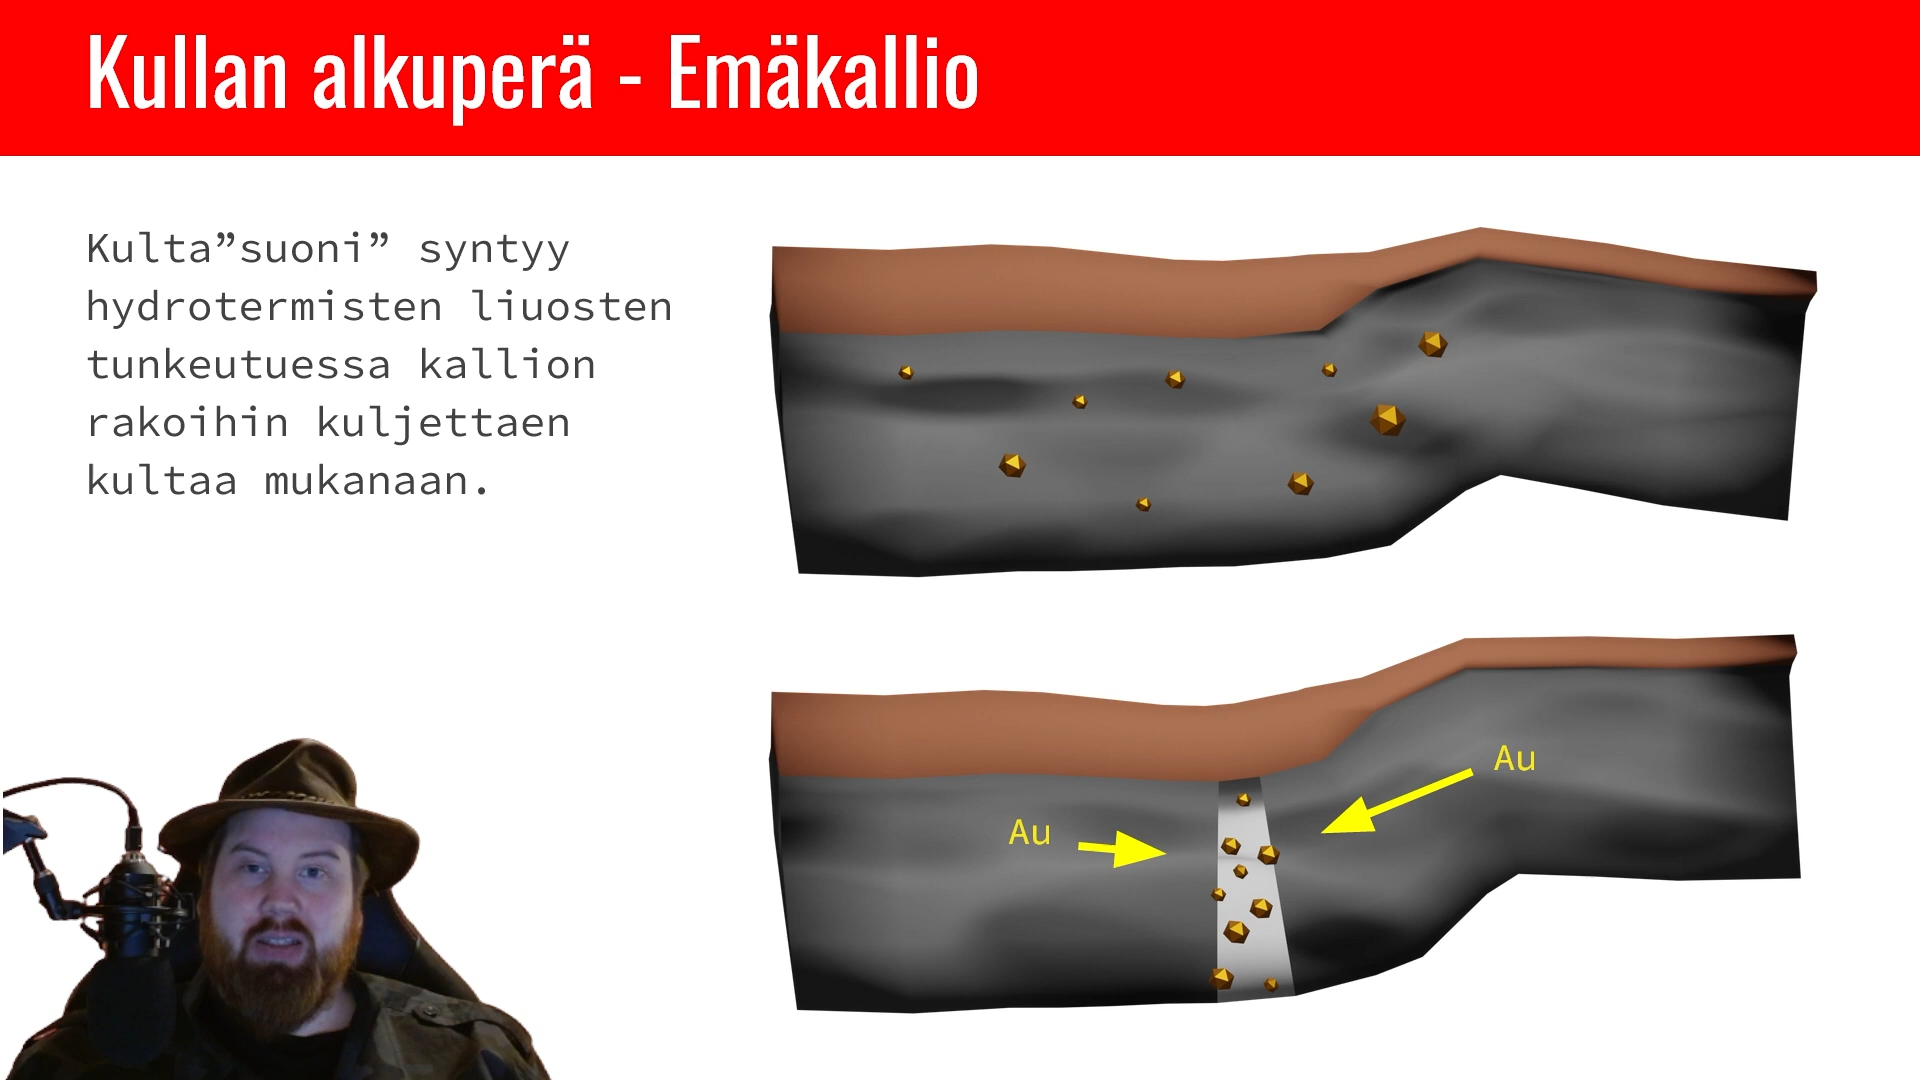 Kullan alkuperä - Emäkallio
Kulta”suoni” syntyy
hydrotermisten liuosten
tunkeutuessa kallion
rakoihin kuljettaen
kultaa mukanaan.
Au
Au